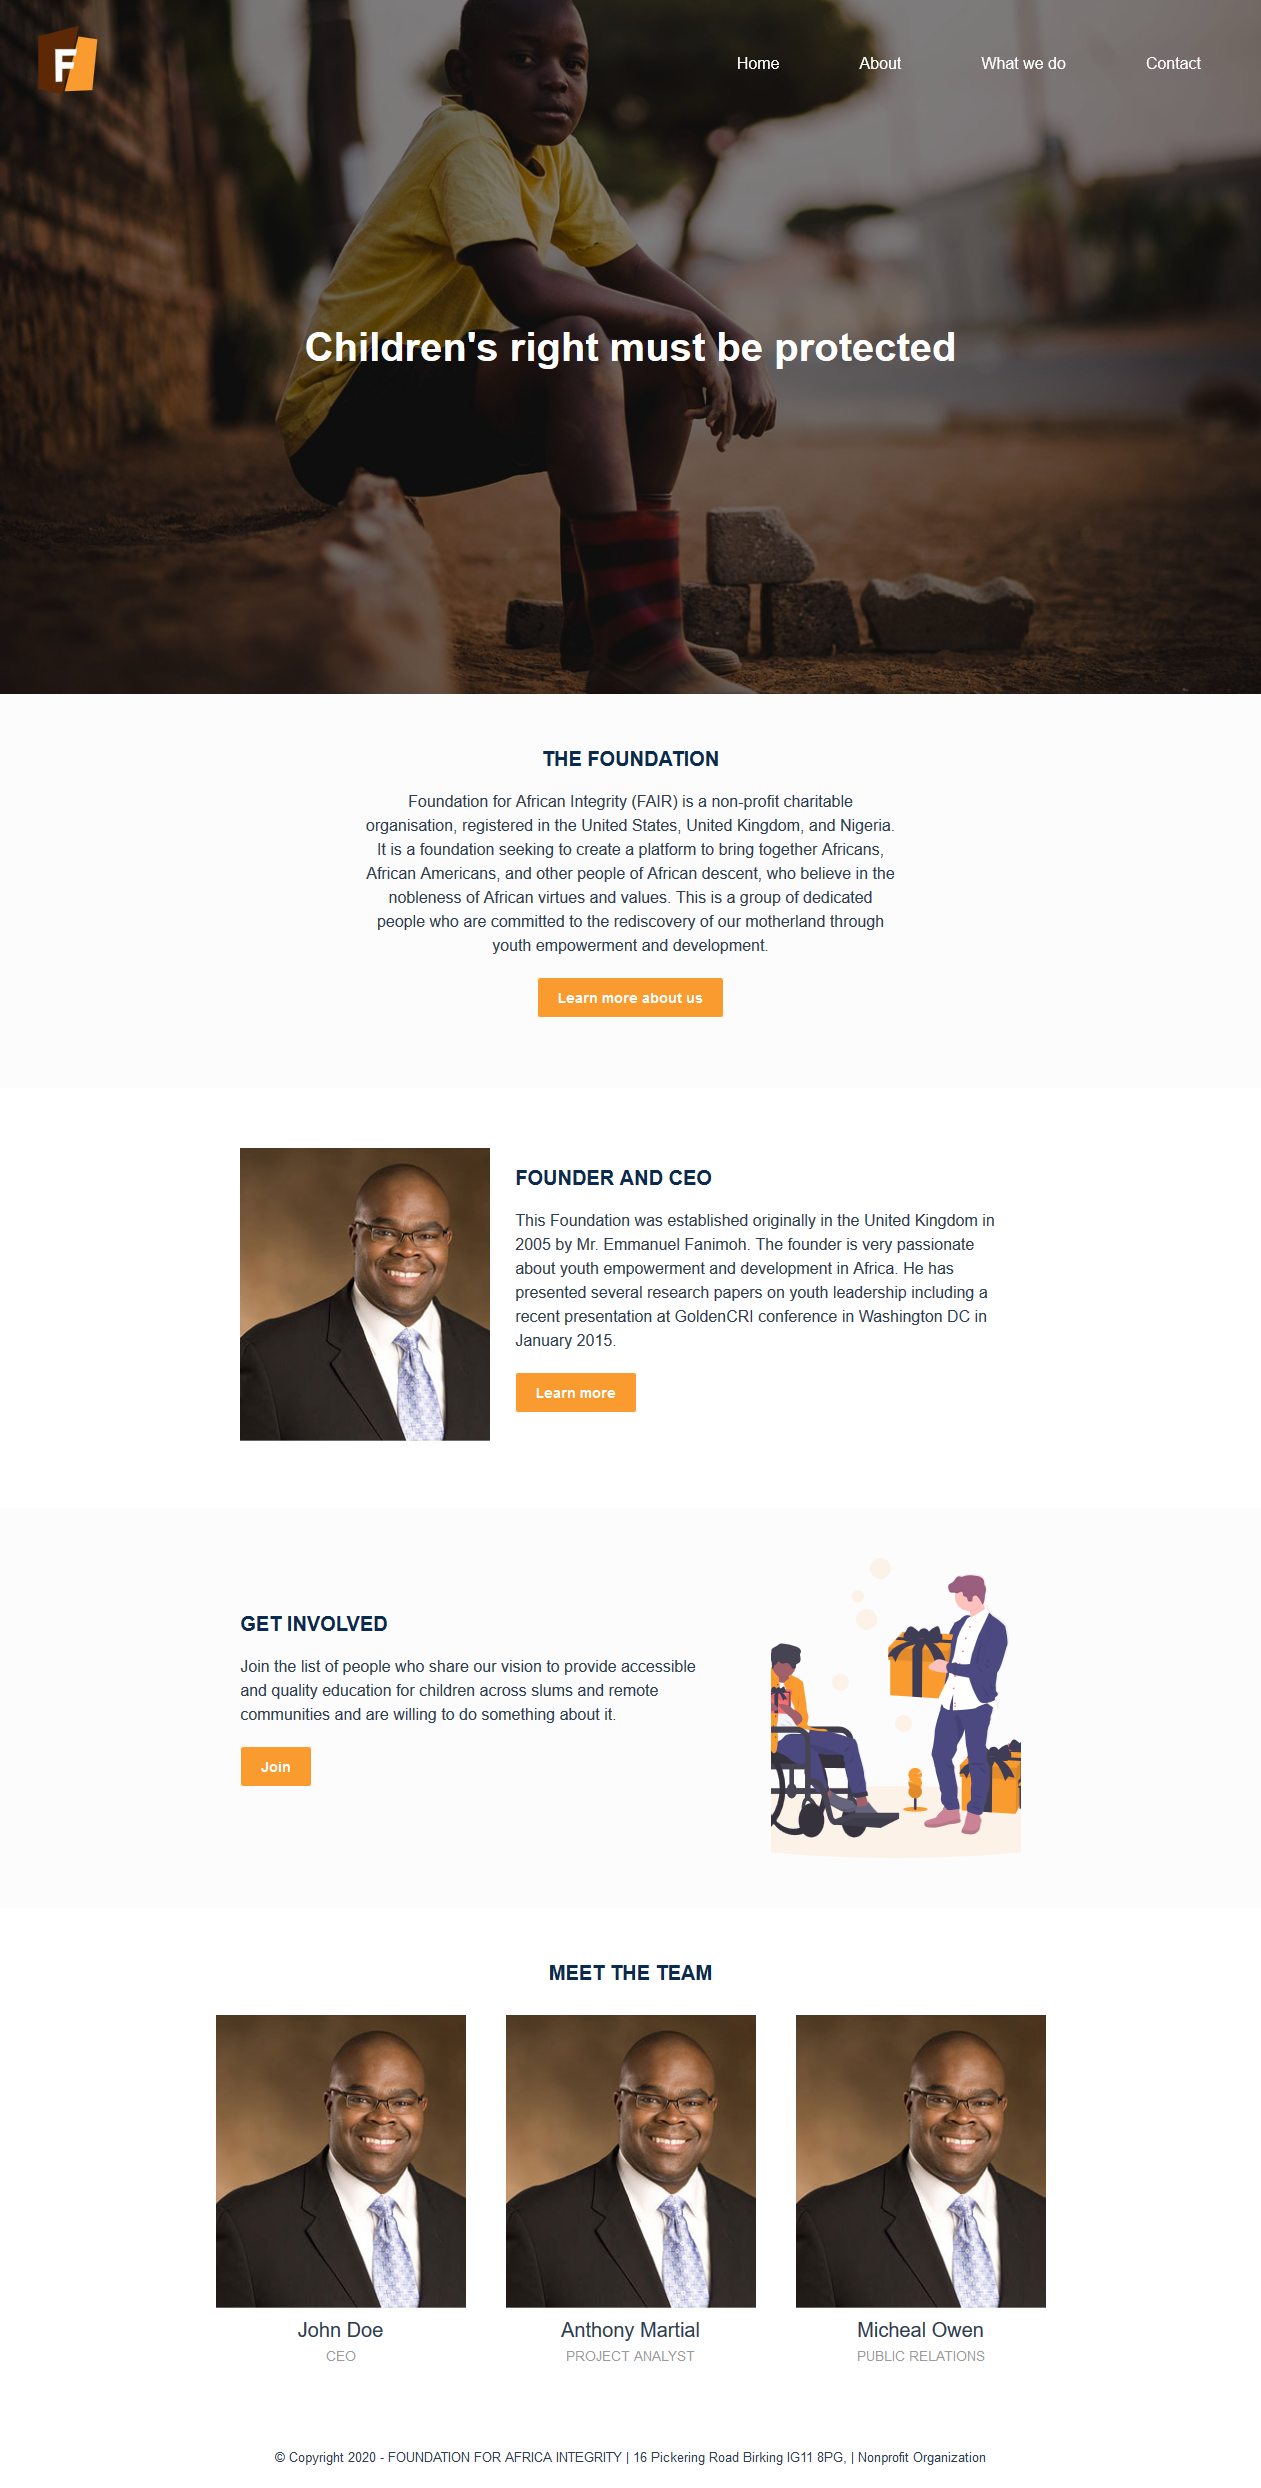 F
Home About What we do Contact
Children's right must be protected
THE FOUNDATION
Foundation for African Integrity (FAIR) is a non-profit charitable
organisation, registered in the United States, United Kingdom, and Nigeria.
It is a foundation seeking to create a platform to bring together Africans,
African Americans, and other people of African descent, who believe in the
nobleness of African virtues and values. This is a group of dedicated
people who are committed to the rediscovery of our motherland through
youth empowerment and development.
Learn more about us
FOUNDER AND CEO
This Foundation was established originally in the United Kingdom in
2005 by Mr. Emmanuel Fanimoh. The founder is very passionate
about youth empowerment and development in Africa. He has
presented several research papers on youth leadership including a
recent presentation at GoldenCRI conference in Washington DC in
January 2015.
Learn more
GET INVOLVED
Join the list of people who share our vision to provide accessible
and quality education for children across slums and remote
communities and are willing to do something about it.
Join
MEET THE TEAM
John Doe
CEO
Anthony Martial
PROJECT ANALYST
Micheal Owen
PUBLIC RELATIONS
© Copyright 2020 - FOUNDATION FOR AFRICA INTEGRITY | 16 Pickering Road Birking IG11 8PG, | Nonprofit Organization